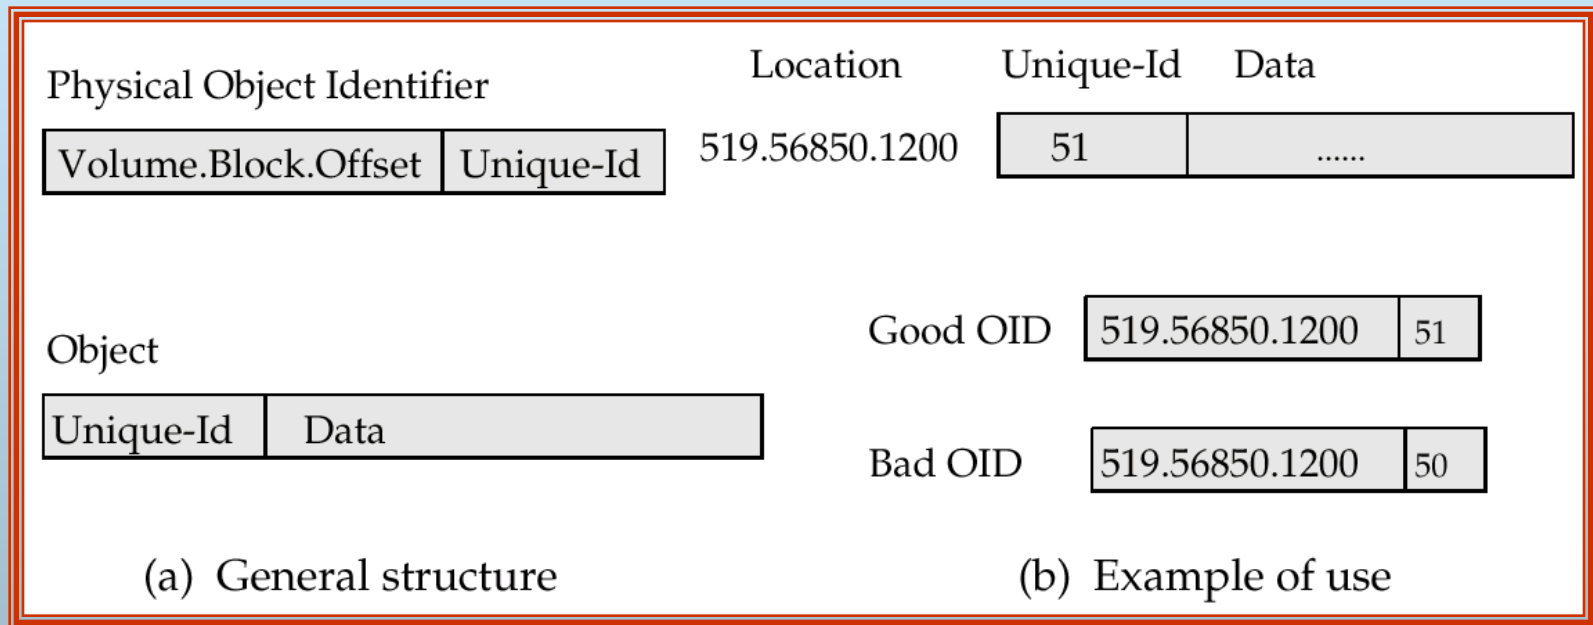 Physical Object Identifier
Volume.Block.Offset Unique-Id
Object
Unique-Id Data
(a) General structure
Location Unique-Id Data
519.56850.1200 51 ......
Good OID 519.56850.1200 51
Bad OID 519.56850.1200 50
(b) Example of use